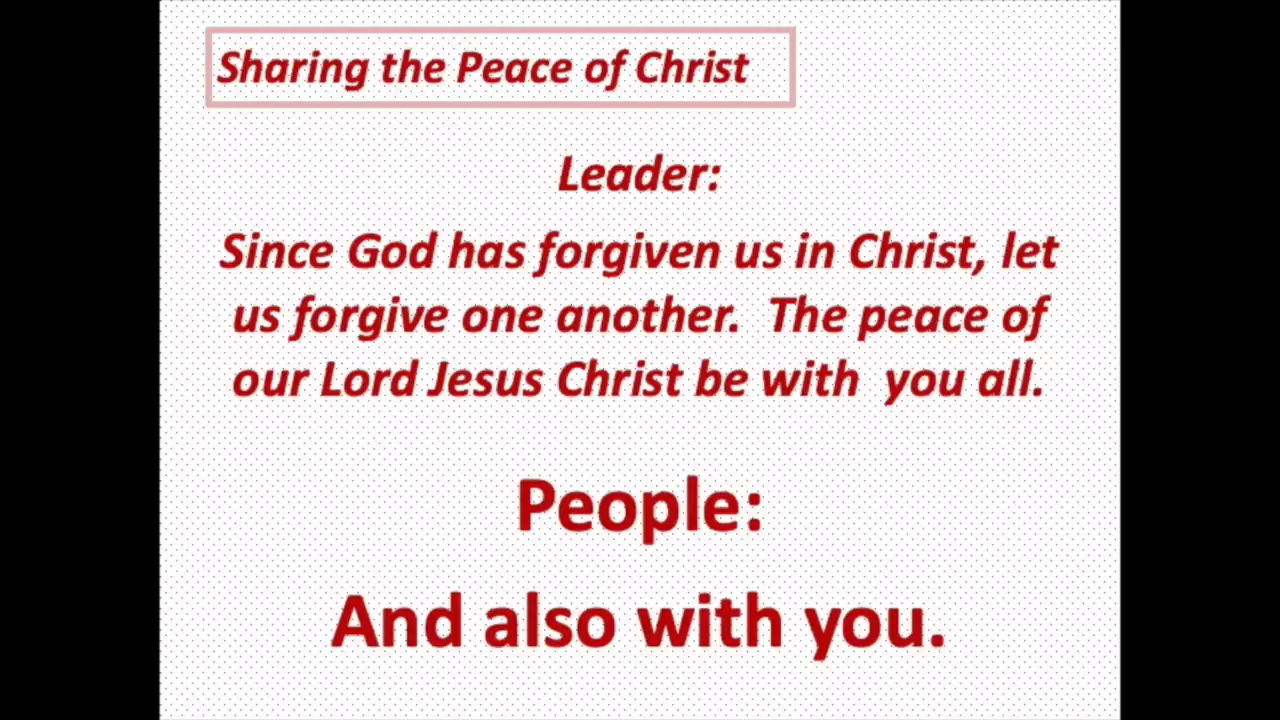 Sharing the Peace of Christ
Leader:
Since God has forgiven us in Christ, let
us forgive one another.  The peace of
our Lord Jesus Christ be with  you all.
People:
And also with you.